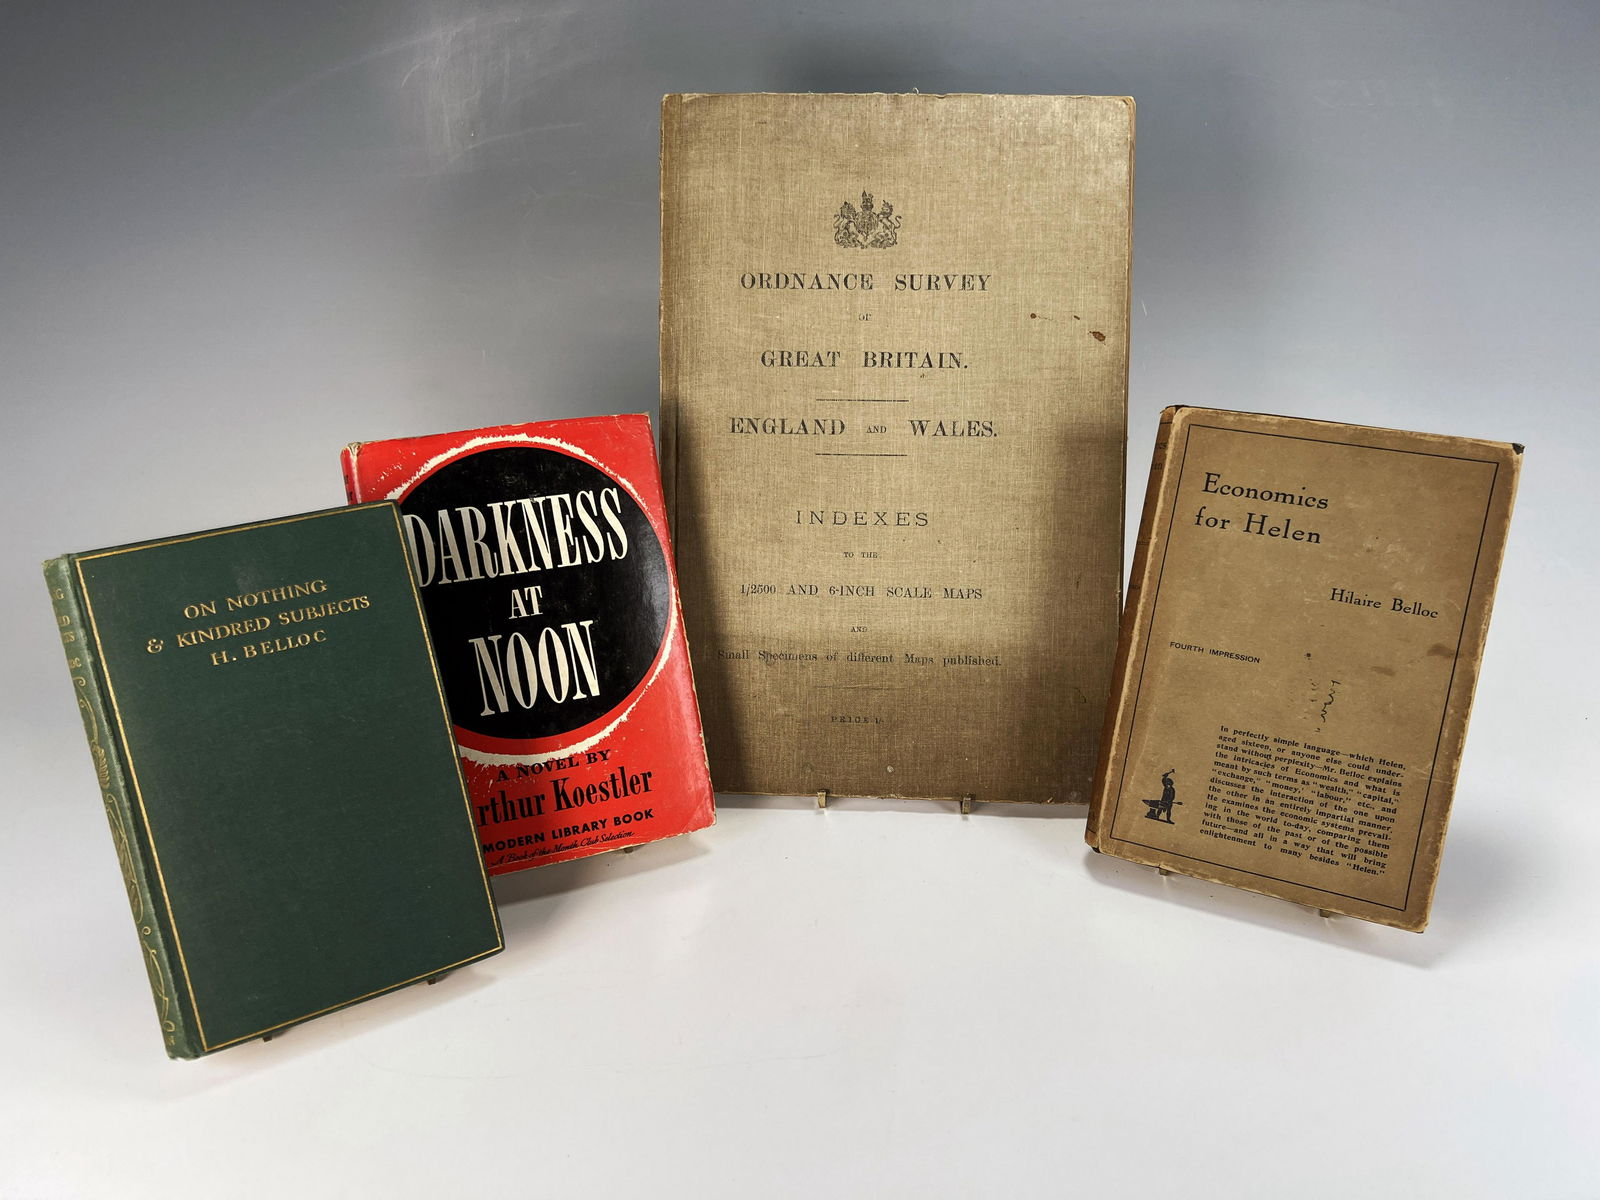 ON NOTHING
& KINDRED SUBJECTS
H. BELLOC
DARKNESS
AT
NOON
A NOVEL BY
rthur Koestler
MODERN LIBRARY BOOK
A Book-of-the-Month Club Selection
ORDNANCE SURVEY
OF
GREAT BRITAIN.
ENGLAND AND WALES.
INDEXES
TO THE
1/2500 AND 6-INCH SCALE MAPS
AND
Small Specimens of different Maps published.
PRICE 1/-
Economics
for Helen
Hilaire Belloc
FOURTH IMPRESSION
In perfectly simple language—which Helen,
aged sixteen, or anyone else could under-
stand without perplexity—Mr. Belloc explains
the intricacies of Economics and what is
meant by such terms as "wealth," "capital,"
"exchange," "money," "labour," etc., and
discusses the interaction of the one upon
the other in an entirely impartial manner.
He examines the economic systems prevail-
ing in the world to-day, comparing them
with those of the past or of the possible
future—and all in a way that will bring
enlightenment to many besides "Helen."